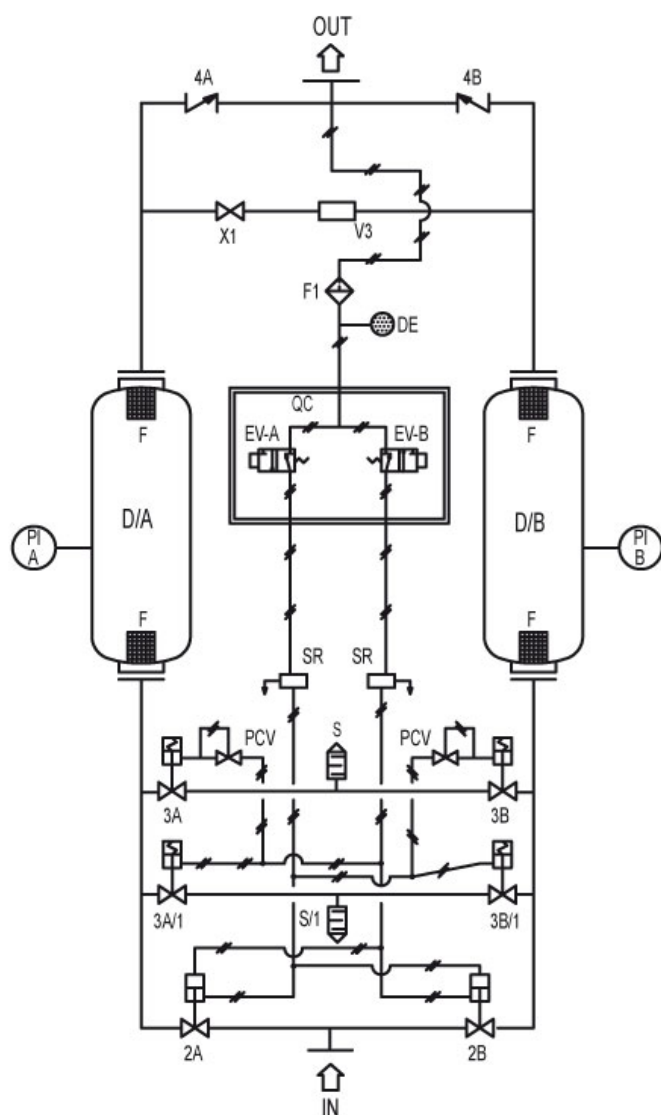 OUT
4A 4B
X1 V3
F1
DE
QC
F F
EV-A EV-B
D/A D/B
PI A
PI B
F F
SR SR
PCV S PCV
3A 3B
3A/1 S/1 3B/1
2A 2B
IN